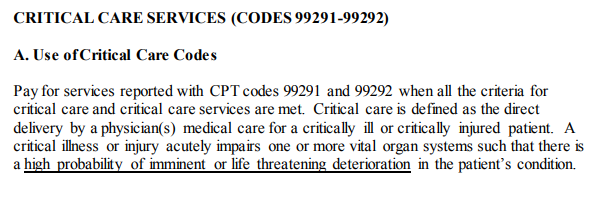 CRITICAL CARE SERVICES (CODES 99291-99292)
A. Use of Critical Care Codes
Pay for services reported with CPT codes 99291 and 99292 when all the criteria for
critical care and critical care services are met. Critical care is defined as the direct
delivery by a physician(s) medical care for a critically ill or critically injured patient. A
critical illness or injury acutely impairs one or more vital organ systems such that there is
a high probability of imminent or life threatening deterioration in the patient's condition.